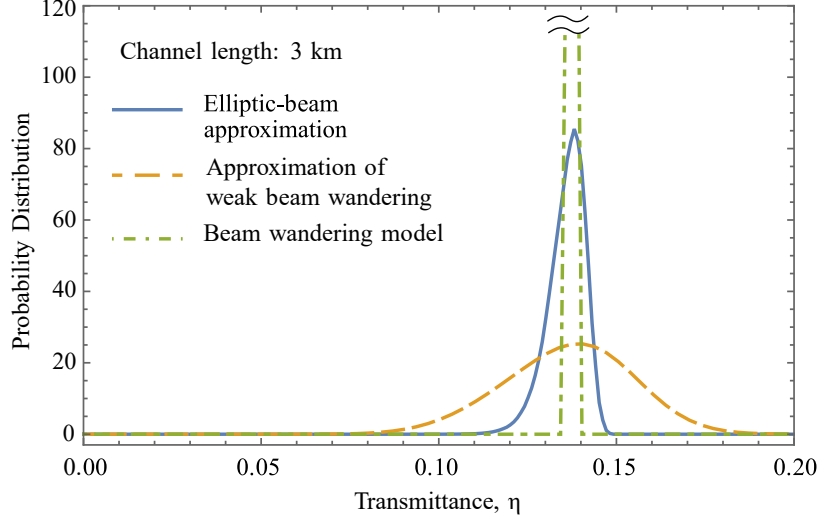 120
100
80
60
40
20
0
Probability Distribution
Channel length: 3 km
Elliptic-beam
approximation
Approximation of
weak beam wandering
Beam wandering model
0.00 0.05 0.10 0.15 0.20
Transmittance, η